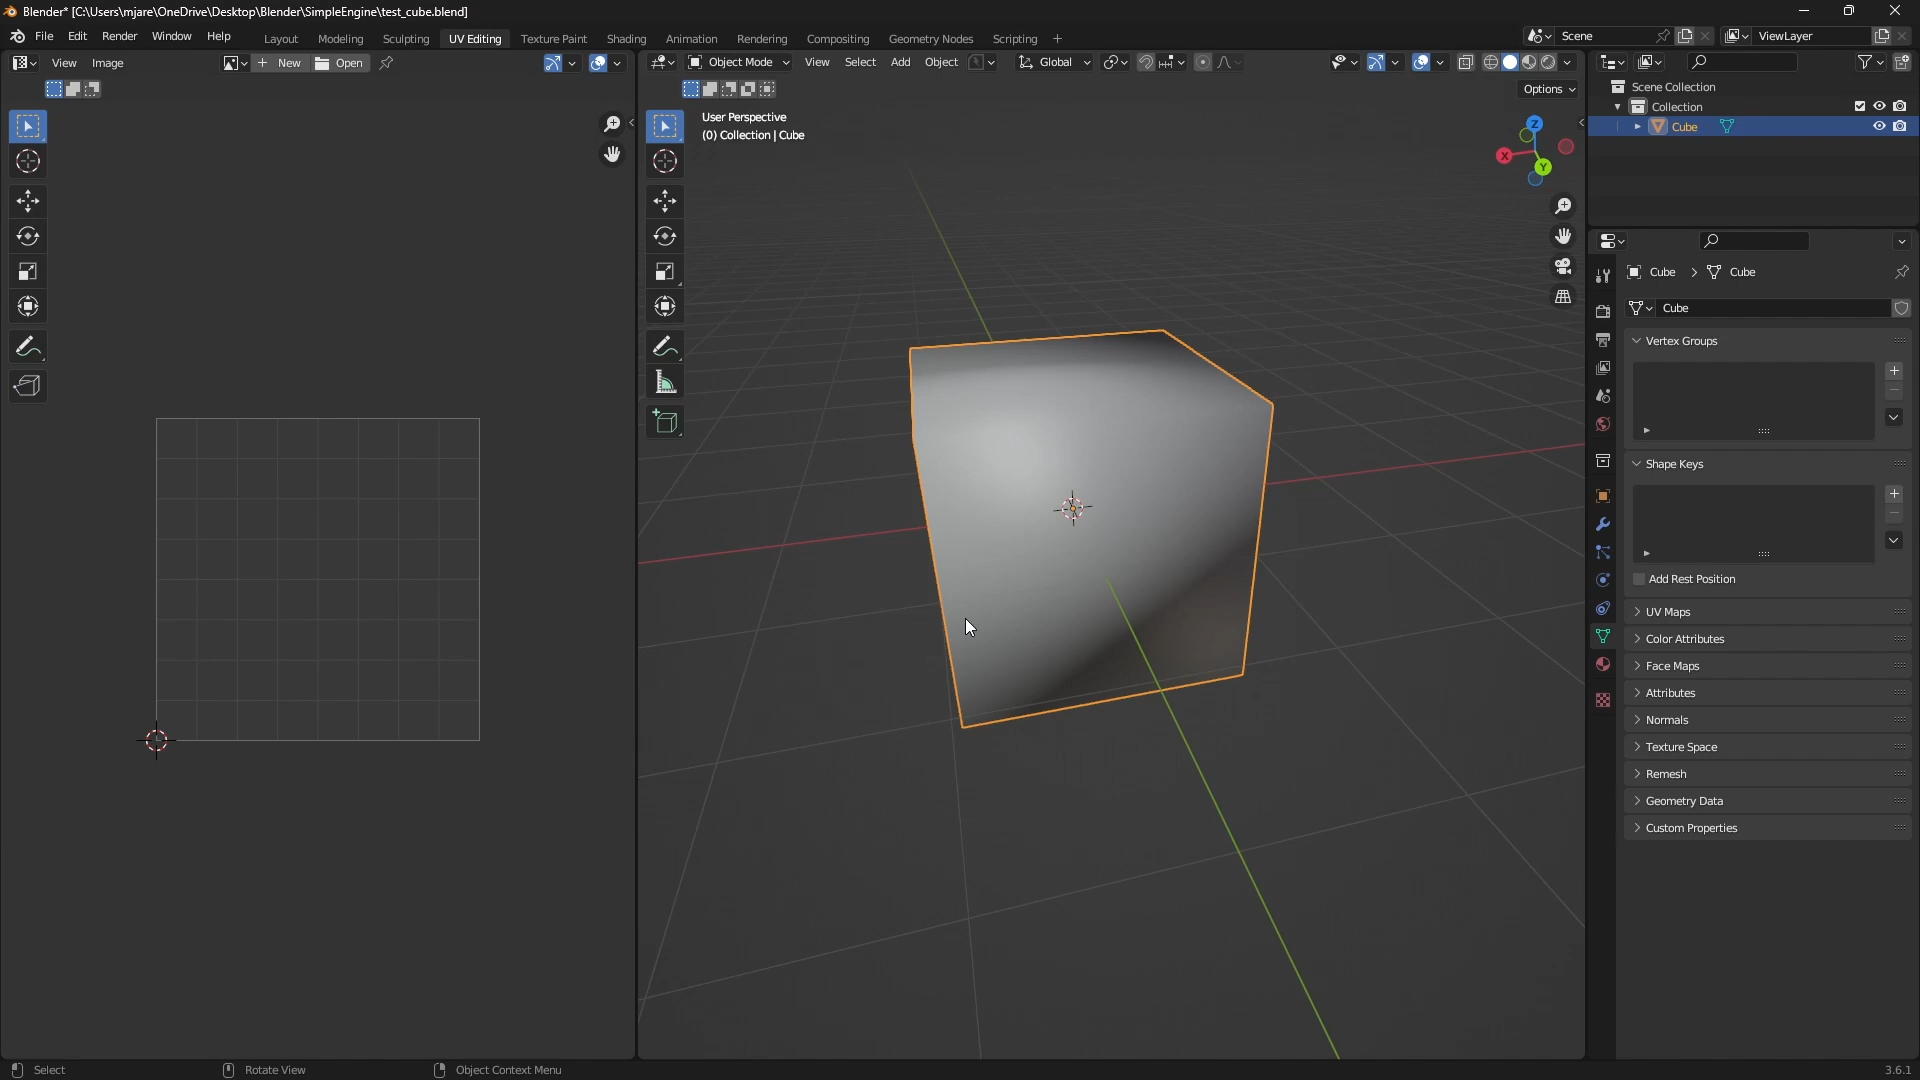 Blender* [C:\Users\mjare\OneDrive\Desktop\Blender\SimpleEngine\test_cube.blend]
File Edit Render Window Help Layout Modeling Sculpting UV Editing Texture Paint Shading Animation Rendering Compositing Geometry Nodes Scripting + Scene ViewLayer
View Image + New Open Object Mode View Select Add Object Global
Options
User Perspective
(0) Collection | Cube
Z
X
Y
Scene Collection
Collection
Cube
Cube > Cube
Cube
Vertex Groups
Shape Keys
Add Rest Position
UV Maps
Color Attributes
Face Maps
Attributes
Normals
Texture Space
Remesh
Geometry Data
Custom Properties
Select Rotate View Object Context Menu 3.6.1